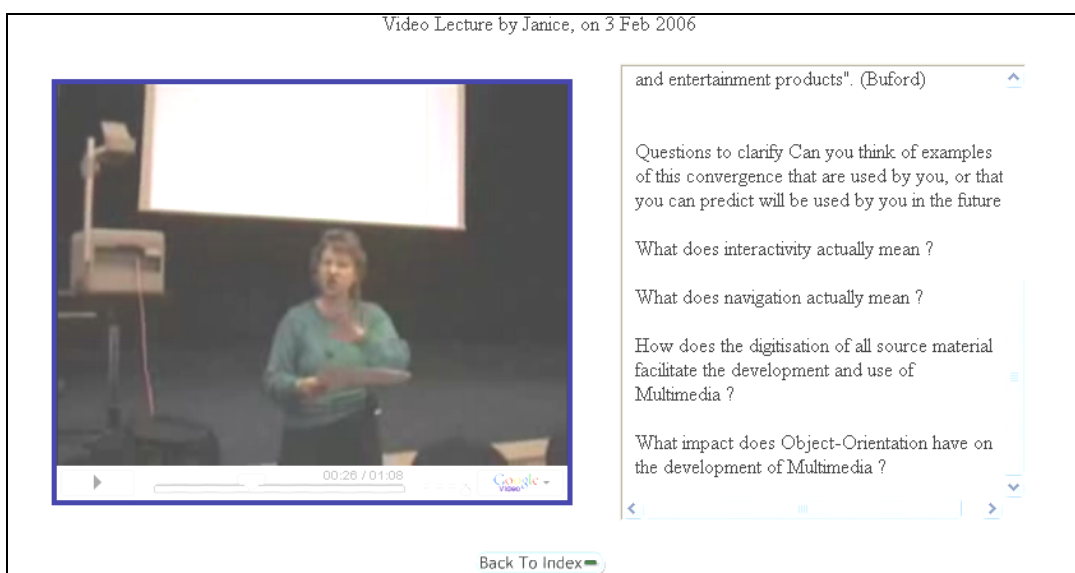 Video Lecture by Janice, on 3 Feb 2006
and entertainment products". (Buford)
Questions to clarify Can you think of examples
of this convergence that are used by you, or that
you can predict will be used by you in the future
What does interactivity actually mean ?
What does navigation actually mean ?
How does the digitisation of all source material
facilitate the development and use of
Multimedia ?
What impact does Object-Orientation have on
the development of Multimedia ?
00:26 / 01:08
Google
Video
Back To Index